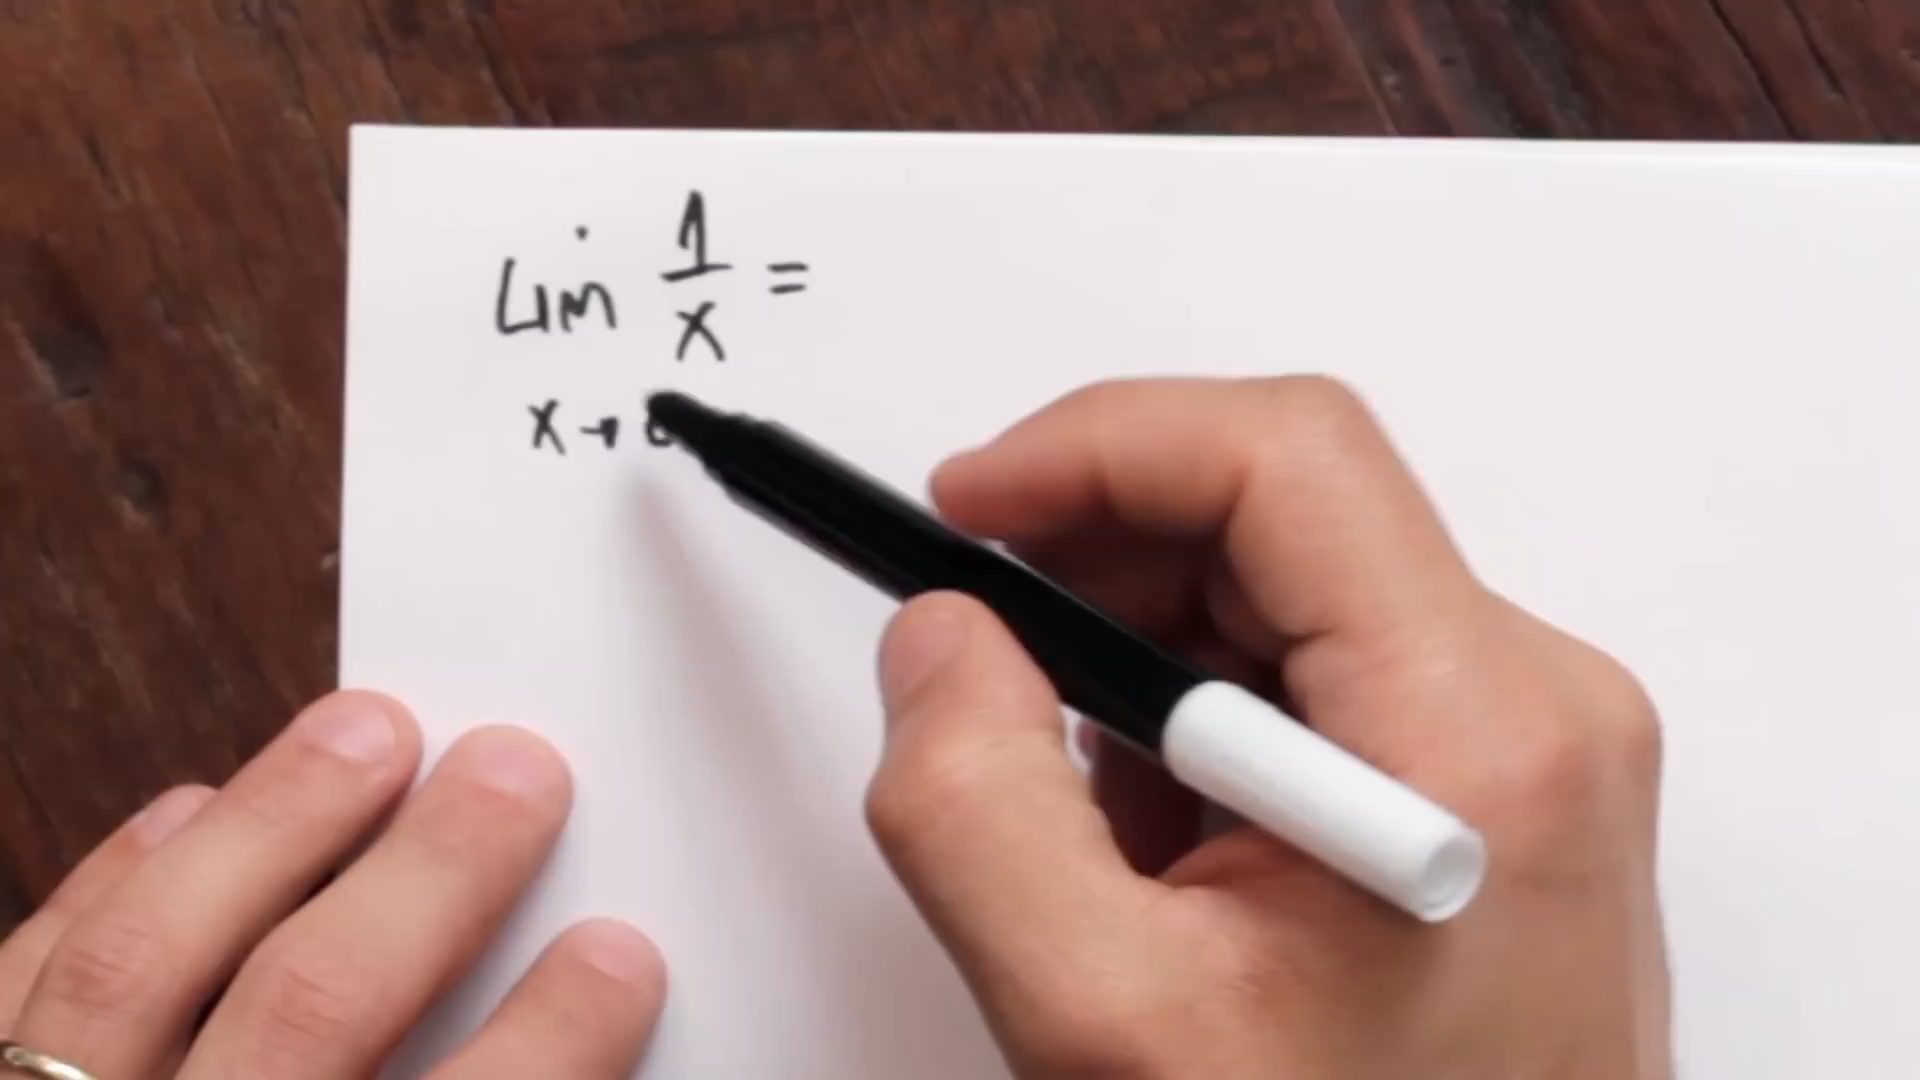 Lim 1/x =
x →